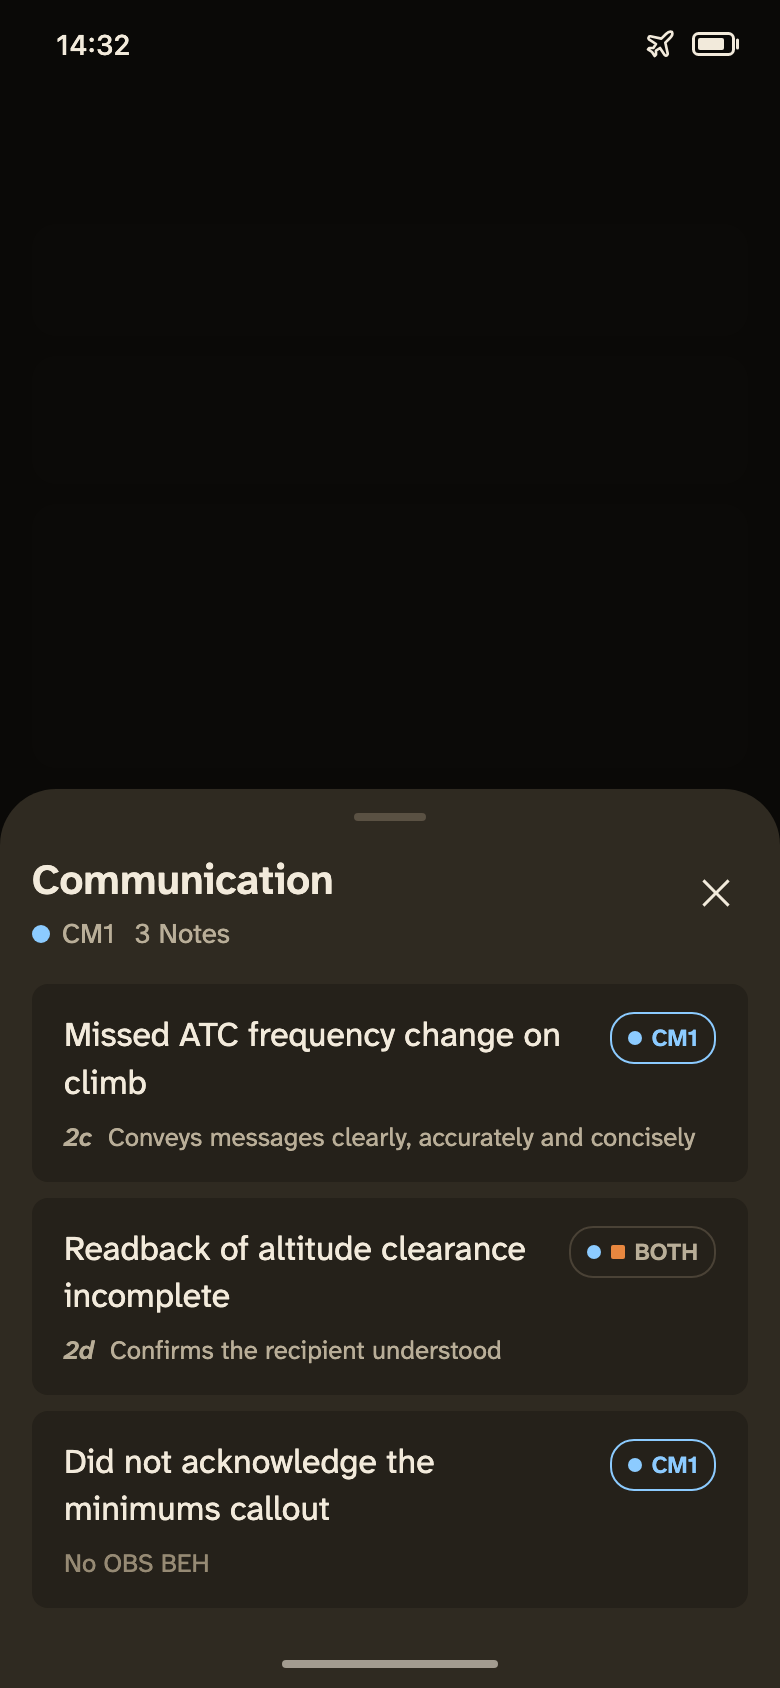 14:32
Communication
CM1 3 Notes
Missed ATC frequency change on
climb
CM1
2c Conveys messages clearly, accurately and concisely
Readback of altitude clearance
incomplete
BOTH
2d Confirms the recipient understood
Did not acknowledge the
minimums callout
CM1
No OBS BEH